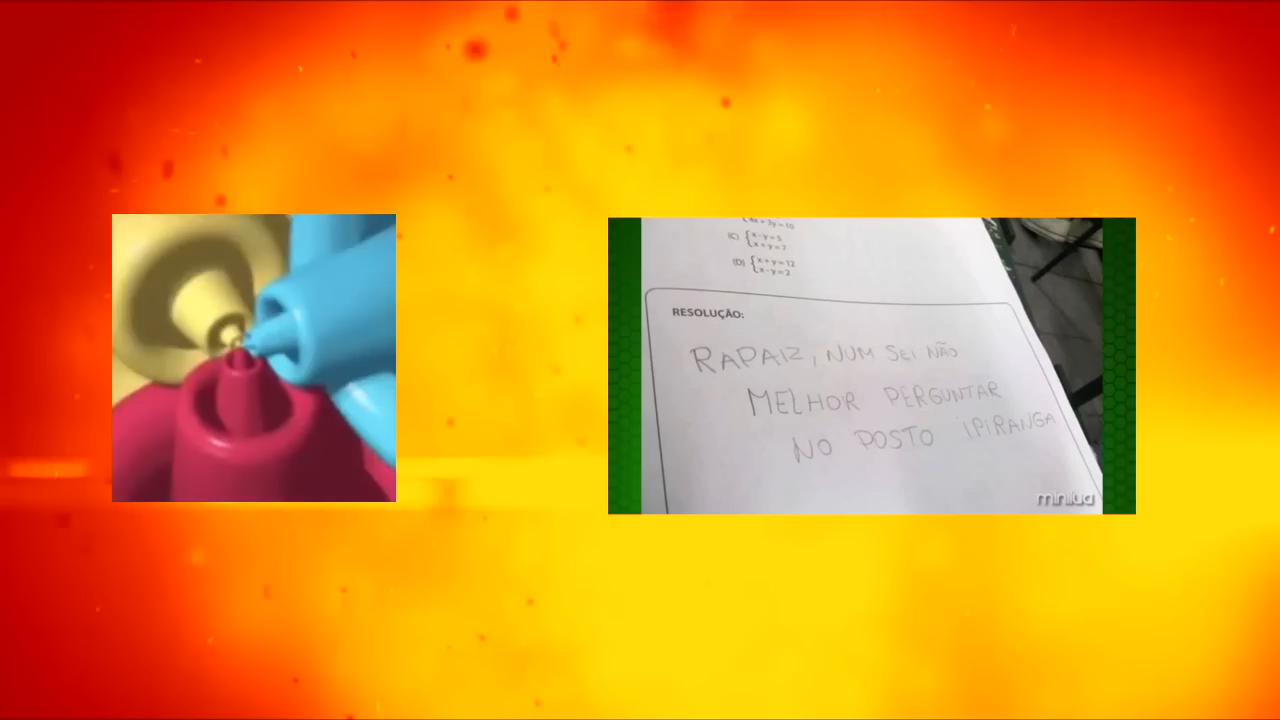 (C) { x-y=5
x+y=7
(D) { x+y=12
x-y=2
RESOLUÇÃO:
RAPAIZ, NUM SEI NÃO
MELHOR PERGUNTAR
NO POSTO IPIRANGA
minilua